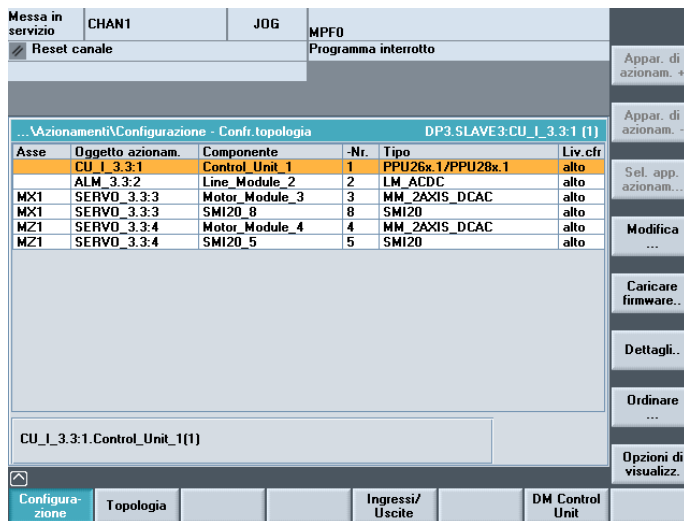 Messa in
servizio
CHAN1
JOG
MPF0
Reset canale
Programma interrotto
Appar. di
azionam. +
Appar. di
azionam. -
...\Azionamenti\Configurazione - Confr.topologia
DP3.SLAVE3:CU_I_3.3:1 (1)
Asse Oggetto azionam. Componente -Nr. Tipo Liv.cfr
CU_I_3.3:1 Control_Unit_1 1 PPU26x.1/PPU28x.1 alto
ALM_3.3:2 Line_Module_2 2 LM_ACDC alto
MX1 SERVO_3.3:3 Motor_Module_3 3 MM_2AXIS_DCAC alto
MX1 SERVO_3.3:3 SMI20_8 8 SMI20 alto
MZ1 SERVO_3.3:4 Motor_Module_4 4 MM_2AXIS_DCAC alto
MZ1 SERVO_3.3:4 SMI20_5 5 SMI20 alto
Sel. app.
azionam...
Modifica
...
Caricare
firmware..
Dettagli..
Ordinare
...
CU_I_3.3:1.Control_Unit_1(1)
Opzioni di
visualizz.
Configura-
zione
Topologia
Ingressi/
Uscite
DM Control
Unit